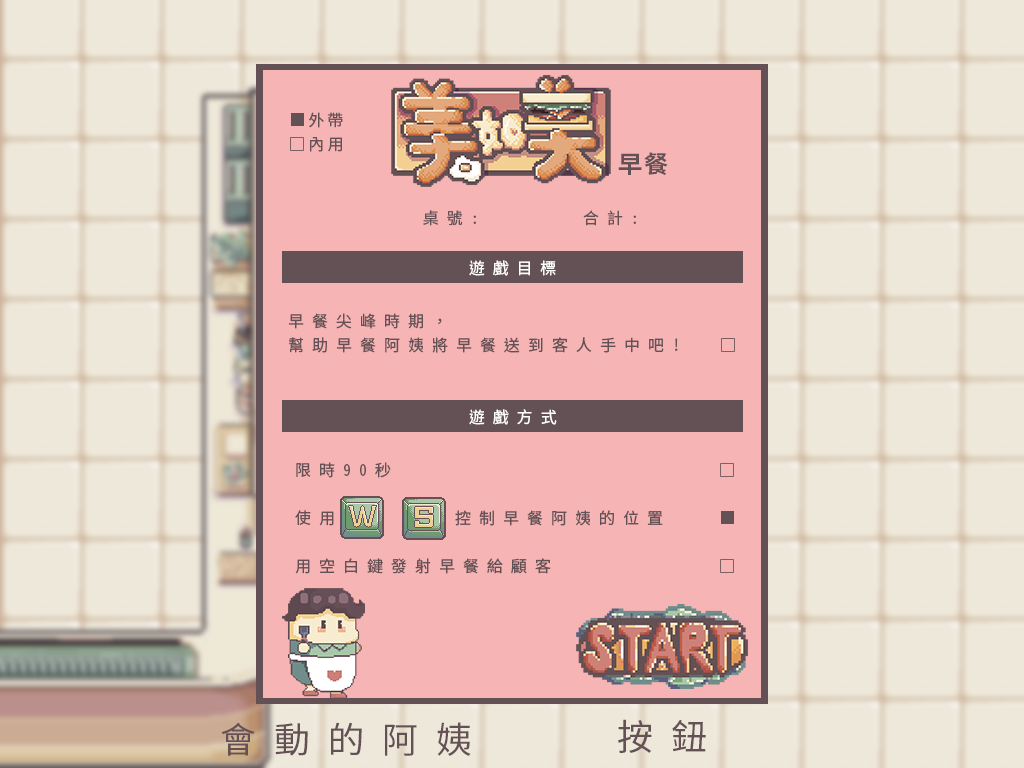 外帶
內用
美如美
早餐
桌號： 合計：
遊戲目標
早餐尖峰時期，
幫助早餐阿姨將早餐送到客人手中吧！
遊戲方式
限時90秒
使用 W S 控制早餐阿姨的位置
用空白鍵發射早餐給顧客
START
會動的阿姨 按鈕